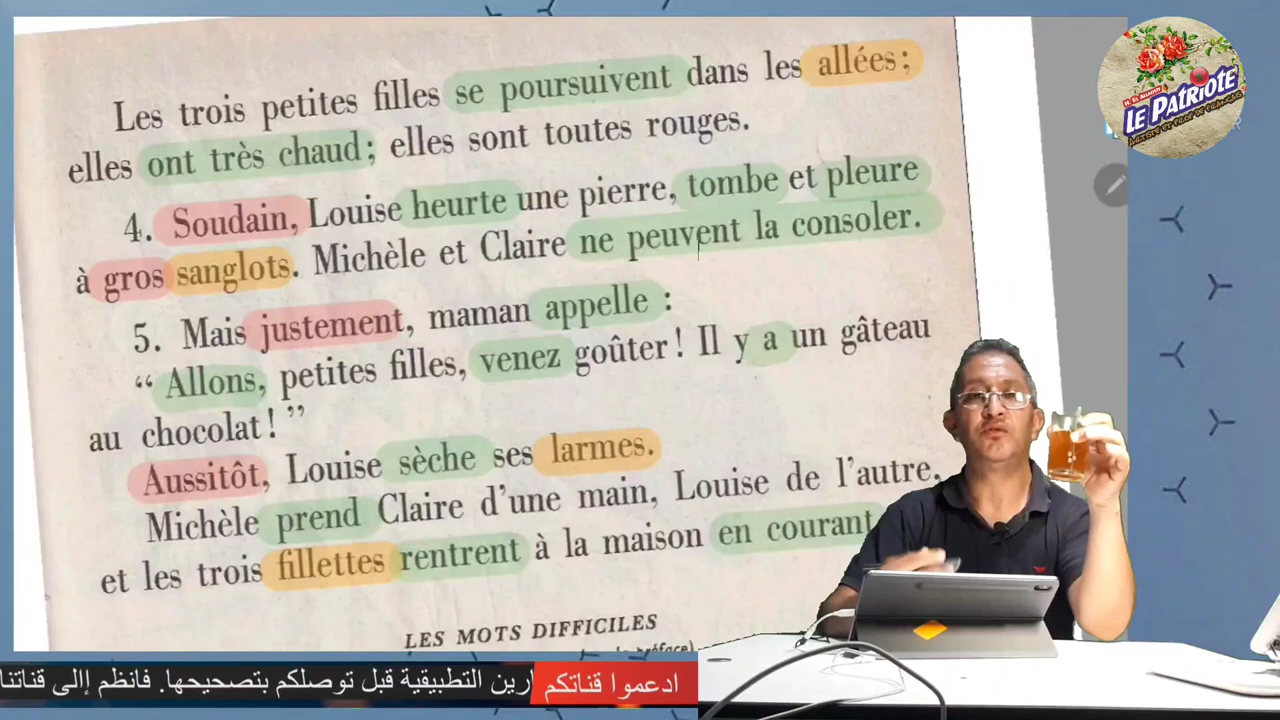 Les trois petites filles se poursuivent dans les allées;
elles ont très chaud; elles sont toutes rouges.
4. Soudain, Louise heurte une pierre, tombe et pleure
à gros sanglots. Michèle et Claire ne peuvent la consoler.
5. Mais justement, maman appelle :
“ Allons, petites filles, venez goûter ! Il y a un gâteau
au chocolat ! ”
Aussitôt, Louise sèche ses larmes.
Michèle prend Claire d'une main, Louise de l'autre,
et les trois fillettes rentrent à la maison en courant
LES MOTS DIFFICILES
LE PATRIOTE
ادعموا قناتكم
ارين التطبيقية قبل توصلكم بتصحيحها. فانظم إلى قناتنا